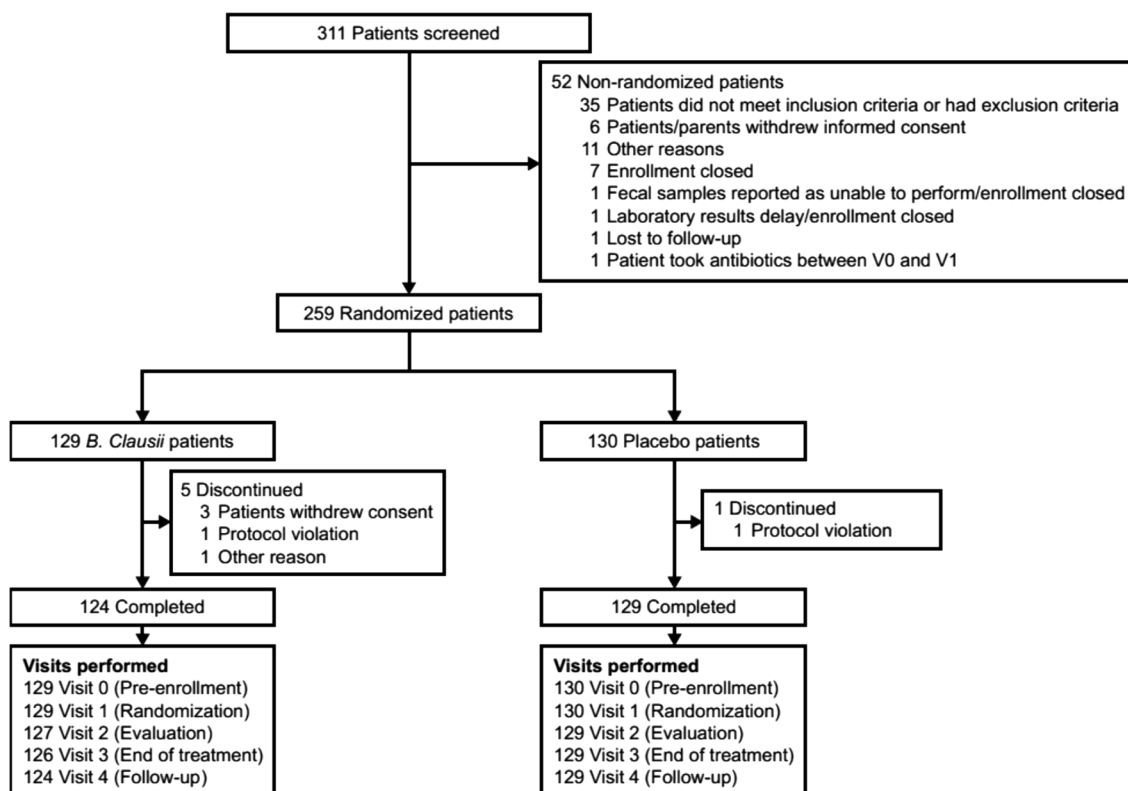 311 Patients screened
52 Non-randomized patients
35 Patients did not meet inclusion criteria or had exclusion criteria
6 Patients/parents withdrew informed consent
11 Other reasons
7 Enrollment closed
1 Fecal samples reported as unable to perform/enrollment closed
1 Laboratory results delay/enrollment closed
1 Lost to follow-up
1 Patient took antibiotics between V0 and V1
259 Randomized patients
129 B. Clausii patients
5 Discontinued
3 Patients withdrew consent
1 Protocol violation
1 Other reason
124 Completed
Visits performed
129 Visit 0 (Pre-enrollment)
129 Visit 1 (Randomization)
127 Visit 2 (Evaluation)
126 Visit 3 (End of treatment)
124 Visit 4 (Follow-up)
130 Placebo patients
1 Discontinued
1 Protocol violation
129 Completed
Visits performed
130 Visit 0 (Pre-enrollment)
130 Visit 1 (Randomization)
129 Visit 2 (Evaluation)
129 Visit 3 (End of treatment)
129 Visit 4 (Follow-up)